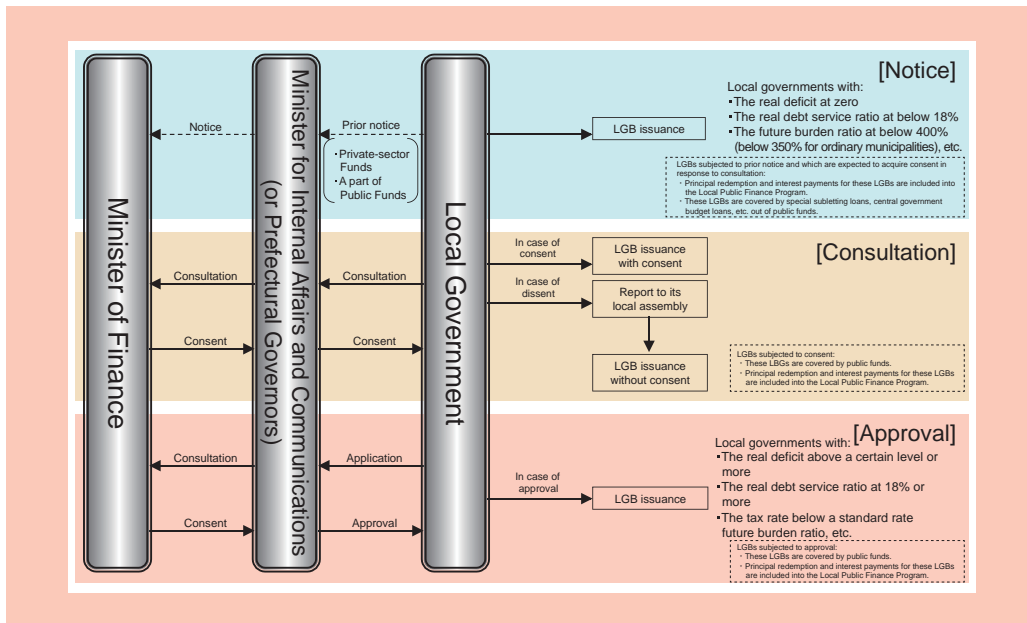 Minister of Finance
Minister for Internal Affairs and Communications
(or Prefectural Governors)
Local Government
[Notice]
Notice
Prior notice
・Private-sector
Funds
・A part of
Public Funds
LGB issuance
Local governments with:
・The real deficit at zero
・The real debt service ratio at below 18%
・The future burden ratio at below 400%
(below 350% for ordinary municipalities), etc.
LGBs subjected to prior notice and which are expected to acquire consent in
response to consultation:
・Principal redemption and interest payments for these LGBs are included into
the Local Public Finance Program.
・These LGBs are covered by special subletting loans, central government
budget loans, etc. out of public funds.
[Consultation]
Consultation
Consultation
Consent
Consent
In case of
consent
LGB issuance
with consent
In case of
dissent
Report to its
local assembly
LGB issuance
without consent
LGBs subjected to consent:
・These LBGs are covered by public funds.
・Principal redemption and interest payments for these LGBs
are included into the Local Public Finance Program.
[Approval]
Consultation
Application
Consent
Approval
In case of
approval
LGB issuance
Local governments with:
・The real deficit above a certain level or
more
・The real debt service ratio at 18% or
more
・The tax rate below a standard rate
future burden ratio, etc.
LGBs subjected to approval:
・These LGBs are covered by public funds.
・Principal redemption and interest payments for these LGBs
are included into the Local Public Finance Program.